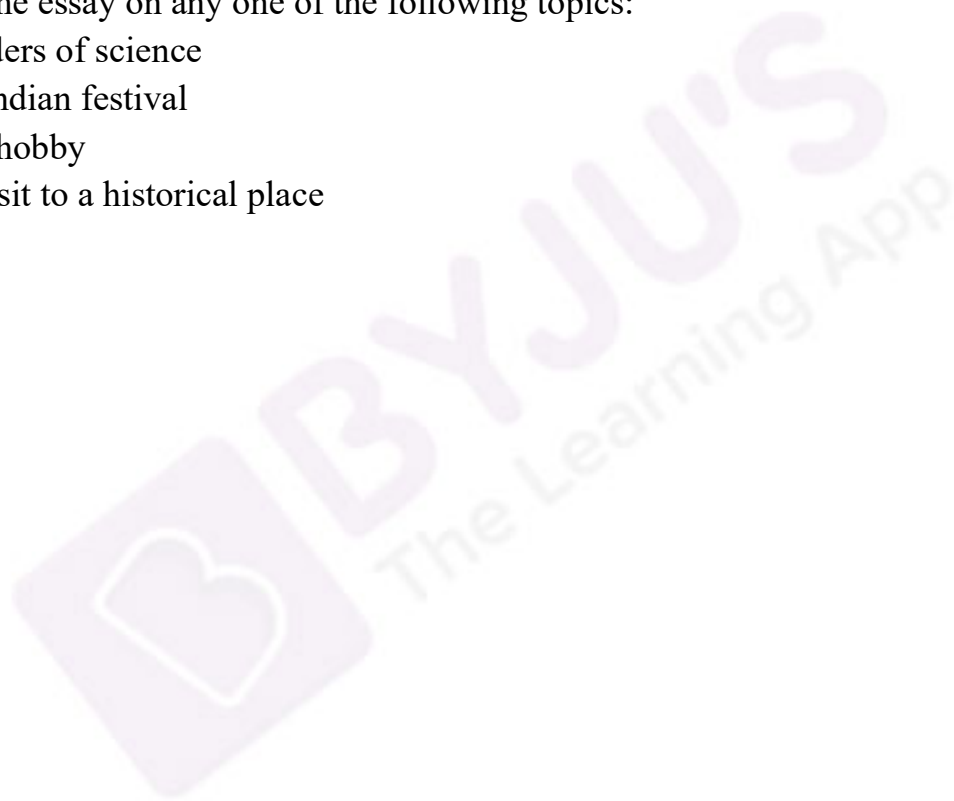 he essay on any one of the following topics:
ders of science
ndian festival
hobby
sit to a historical place
BYJU'S
The Learning App